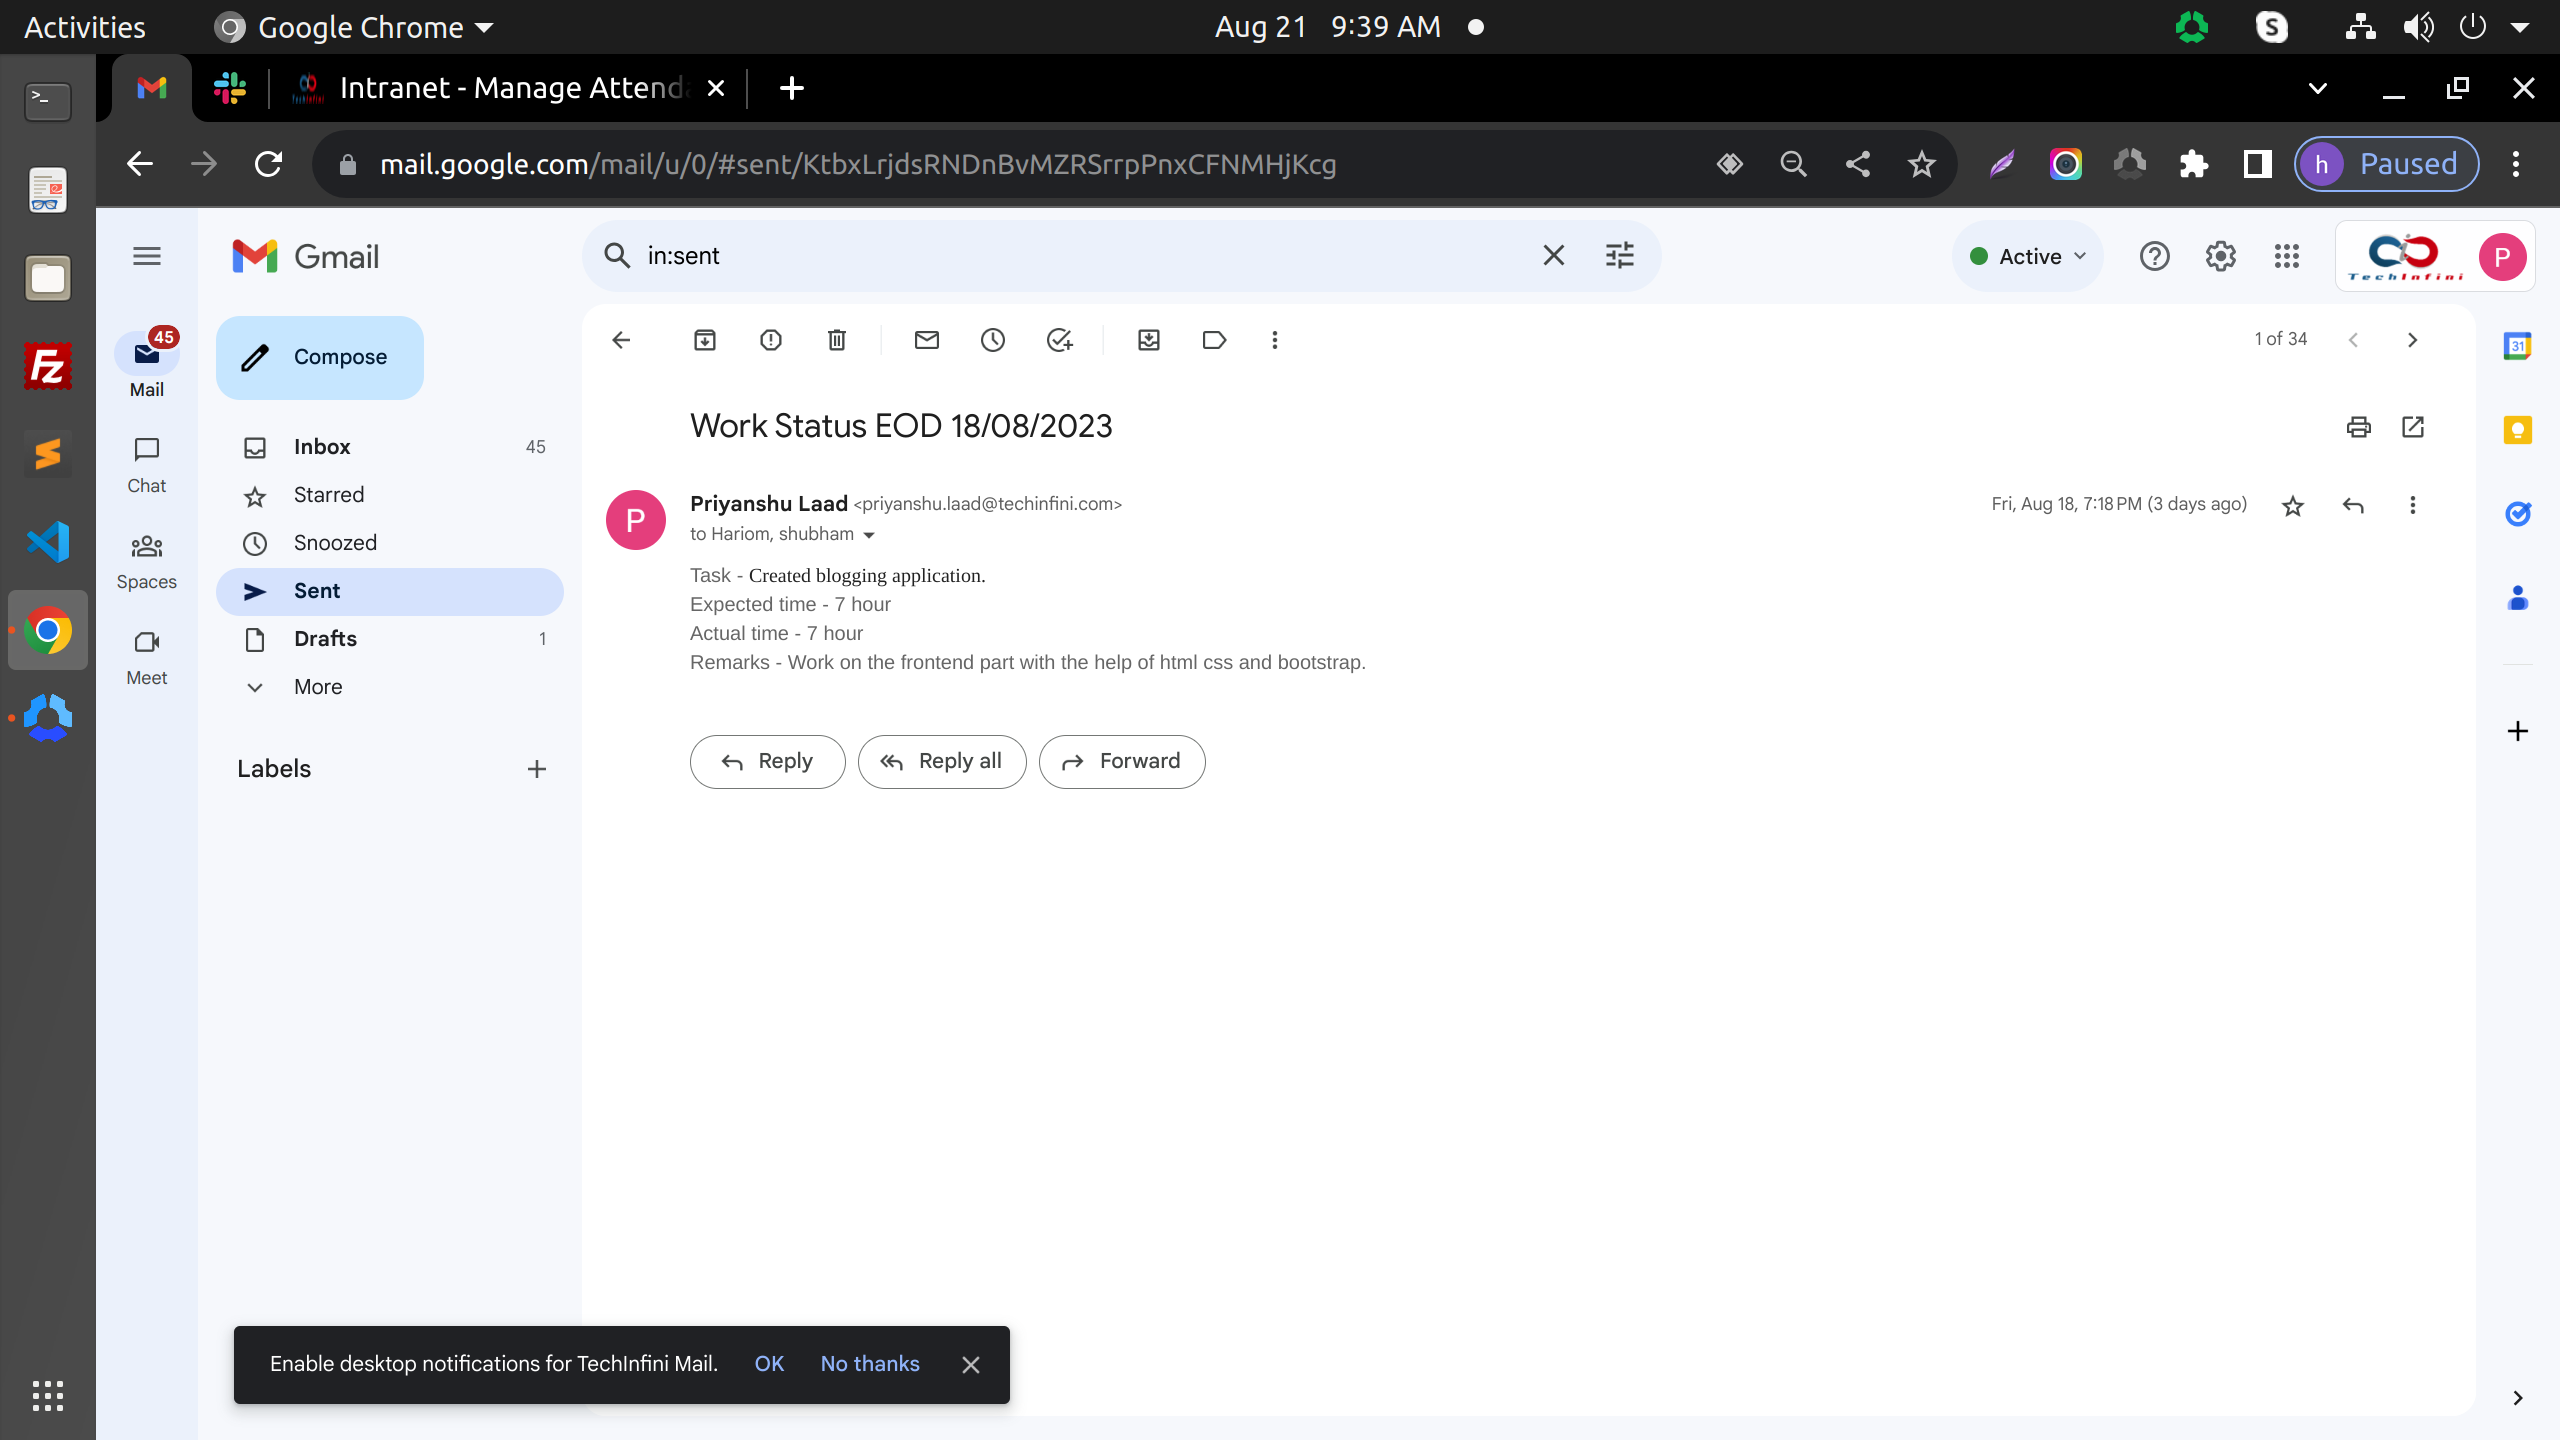 Activities Google Chrome Aug 21 9:39 AM
Intranet - Manage Attenda
mail.google.com/mail/u/0/#sent/KtbxLrjdsRNDnBvMZRSrrpPnxCFNMHjKcg h Paused
Gmail in:sent Active TechInfini P
45
Mail
Chat
Spaces
Meet
Compose
Inbox 45
Starred
Snoozed
Sent
Drafts 1
More
Labels
1 of 34
Work Status EOD 18/08/2023
P Priyanshu Laad <priyanshu.laad@techinfini.com> Fri, Aug 18, 7:18 PM (3 days ago)
to Hariom, shubham
Task - Created blogging application.
Expected time - 7 hour
Actual time - 7 hour
Remarks - Work on the frontend part with the help of html css and bootstrap.
Reply Reply all Forward
31
Enable desktop notifications for TechInfini Mail. OK No thanks